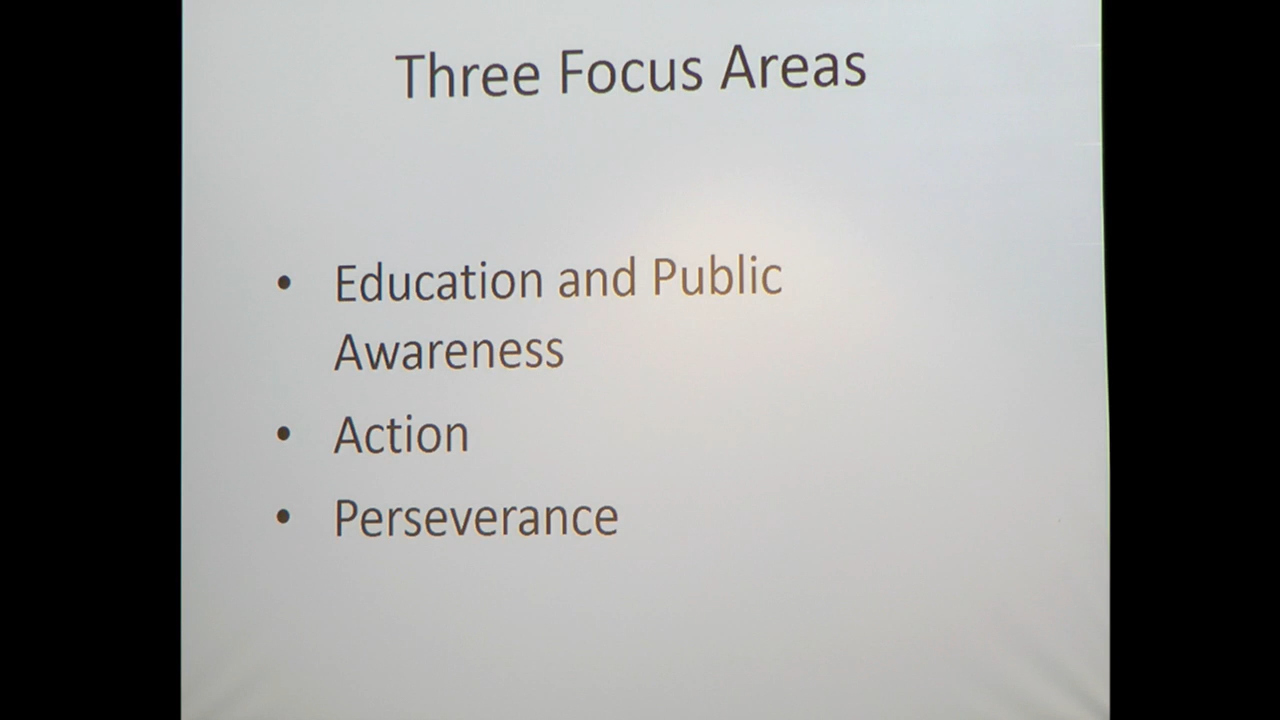 Three Focus Areas
• Education and Public
Awareness
• Action
• Perseverance